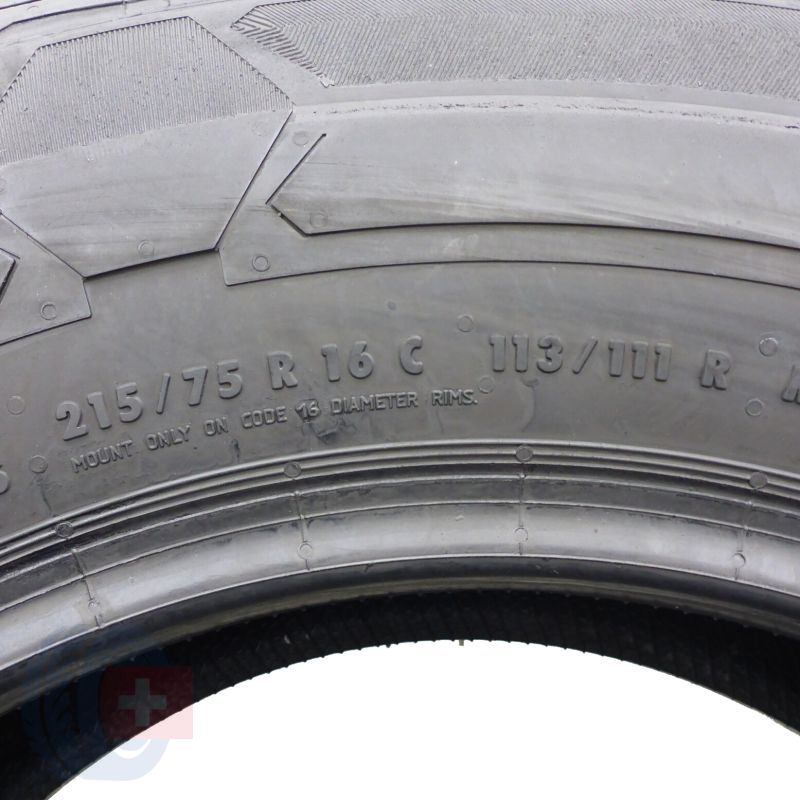 215/75 R 16 C 113/111 R
MOUNT ONLY ON CODE 16 DIAMETER RIMS.